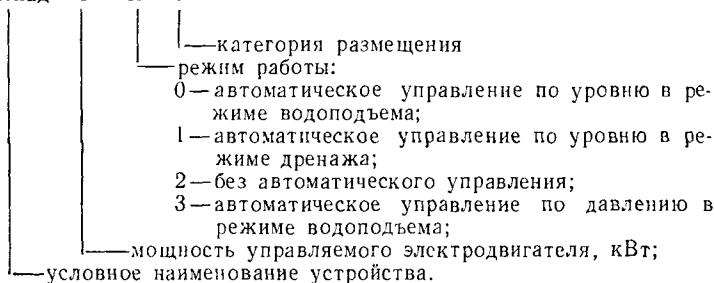 категория размещения
режим работы:
0—автоматическое управление по уровню в ре-
жиме водоподъема;
1—автоматическое управление по уровню в ре-
жиме дренажа;
2—без автоматического управления;
3—автоматическое управление по давлению в
режиме водоподъема;
мощность управляемого электродвигателя, кВт;
условное наименование устройства.